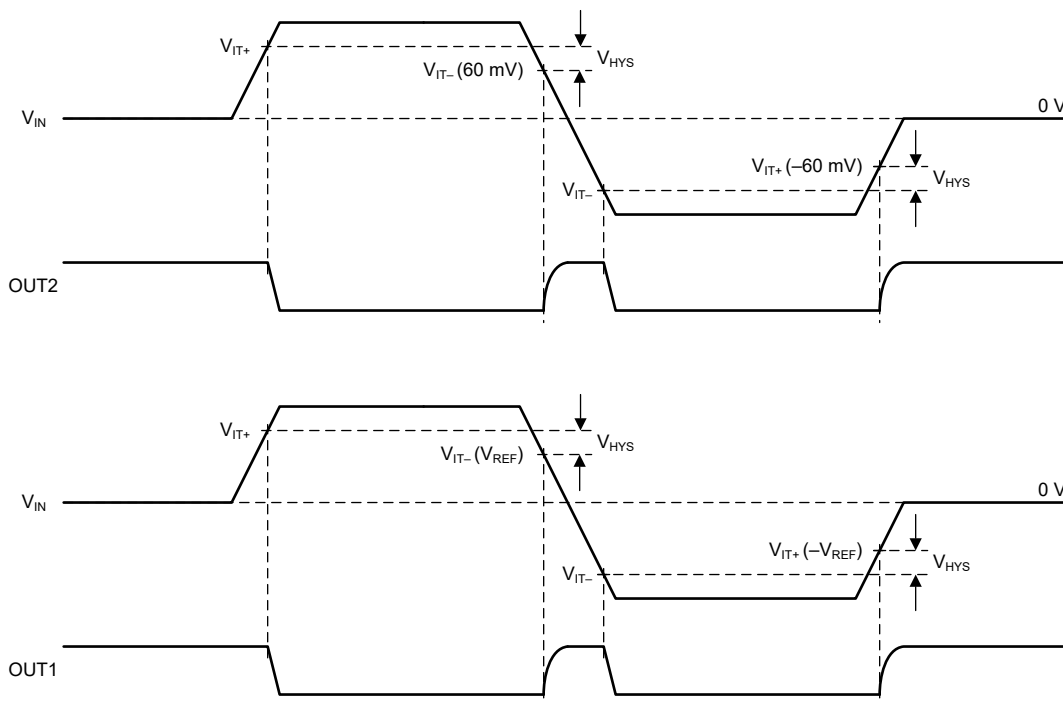 V_IT+
V_IT– (60 mV)
V_HYS
V_IN
0 V
V_IT+ (–60 mV)
V_HYS
V_IT–
OUT2
V_IT+
V_IT– (V_REF)
V_HYS
V_IN
0 V
V_IT+ (–V_REF)
V_HYS
V_IT–
OUT1